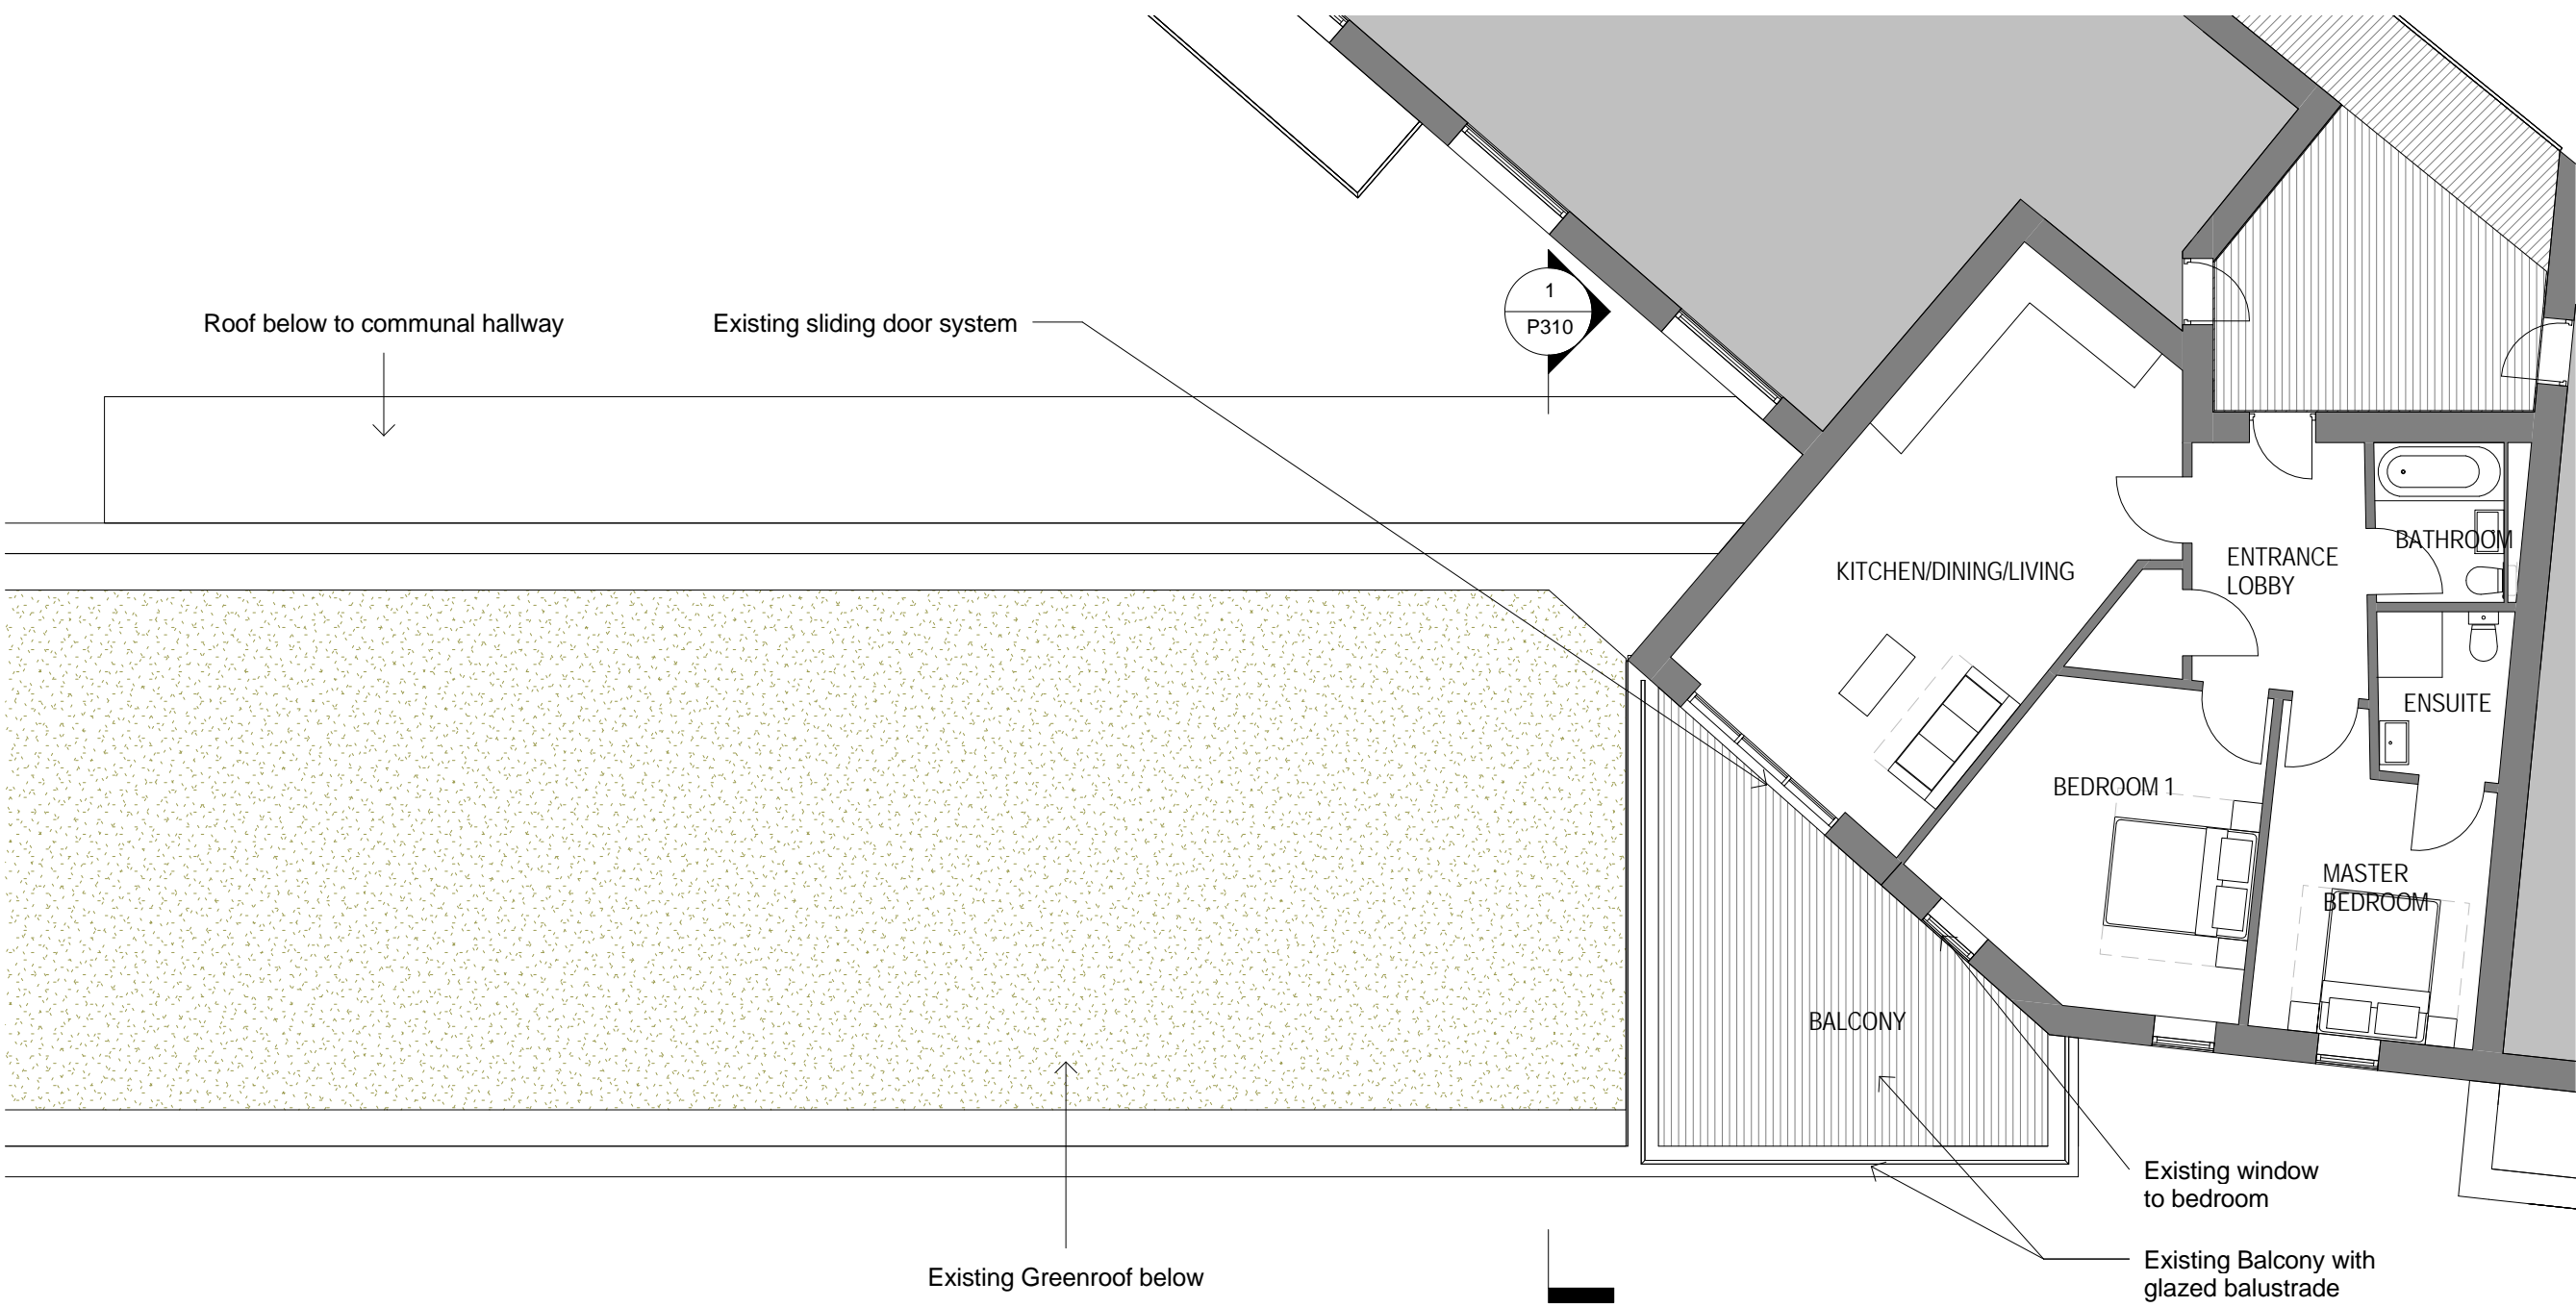 1
P310
Roof below to communal hallway
Existing sliding door system
BATHROOM
ENTRANCE
LOBBY
KITCHEN/DINING/LIVING
ENSUITE
BEDROOM 1
MASTER
BEDROOM
BALCONY
Existing window
to bedroom
Existing Balcony with
glazed balustrade
Existing Greenroof below